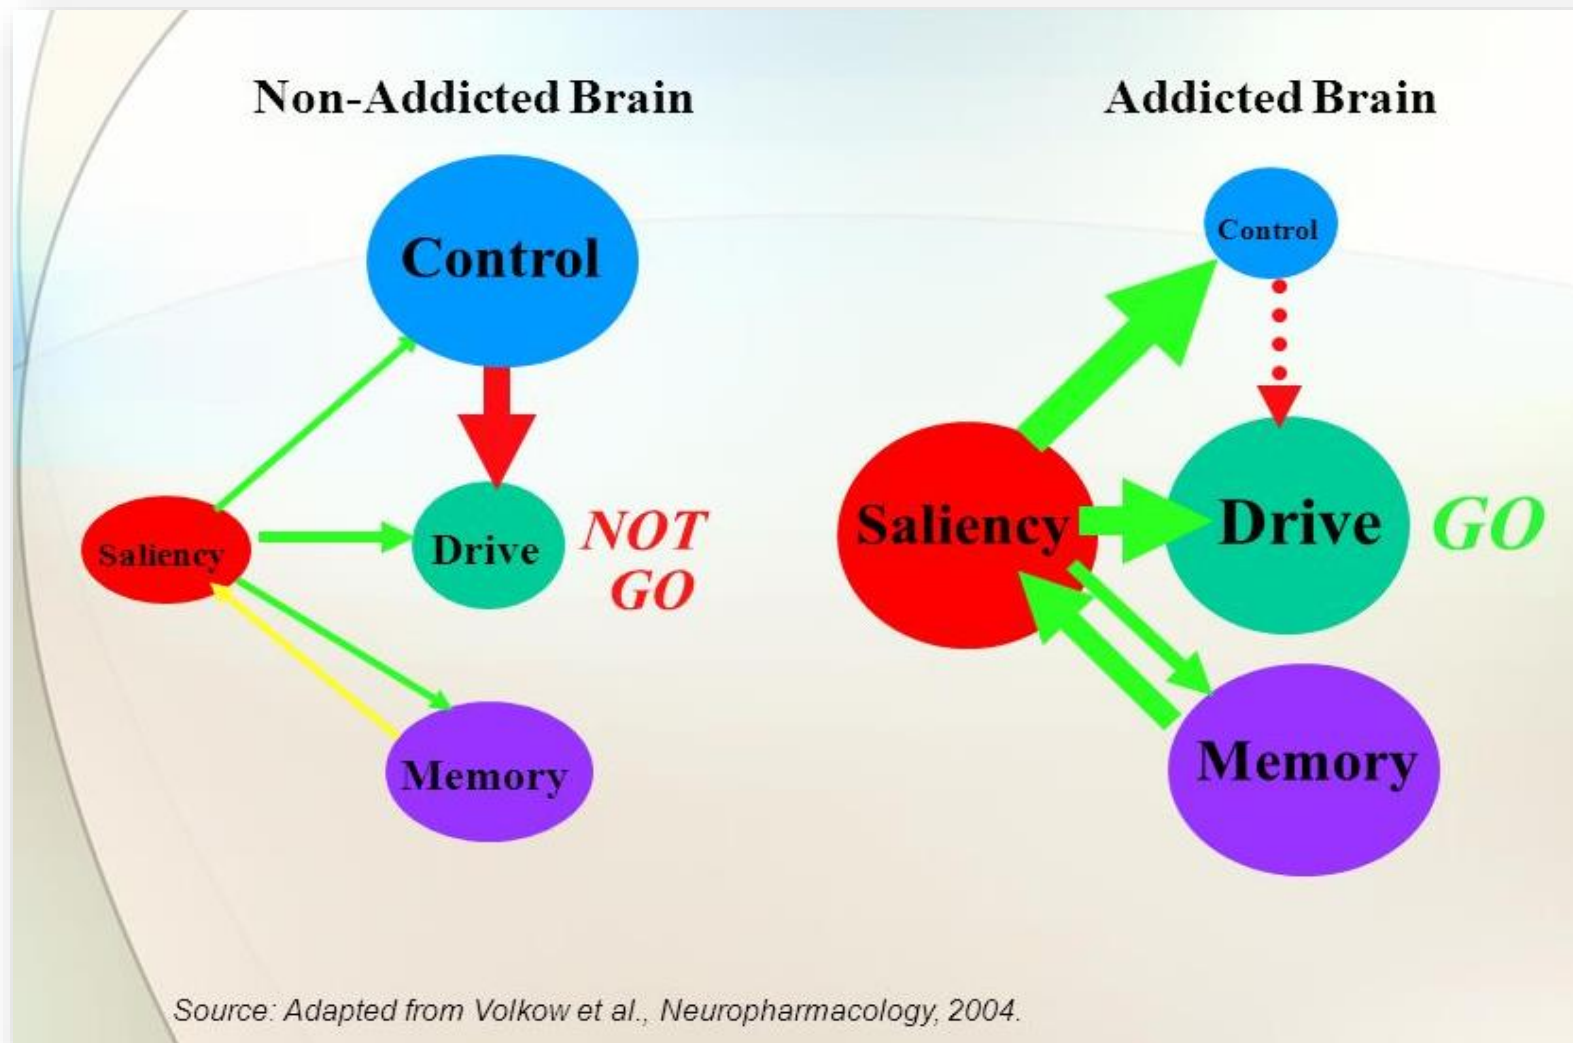 Non-Addicted Brain
Control
Saliency
Drive
NOT
GO
Memory
Addicted Brain
Control
Saliency
Drive
GO
Memory
Source: Adapted from Volkow et al., Neuropharmacology, 2004.